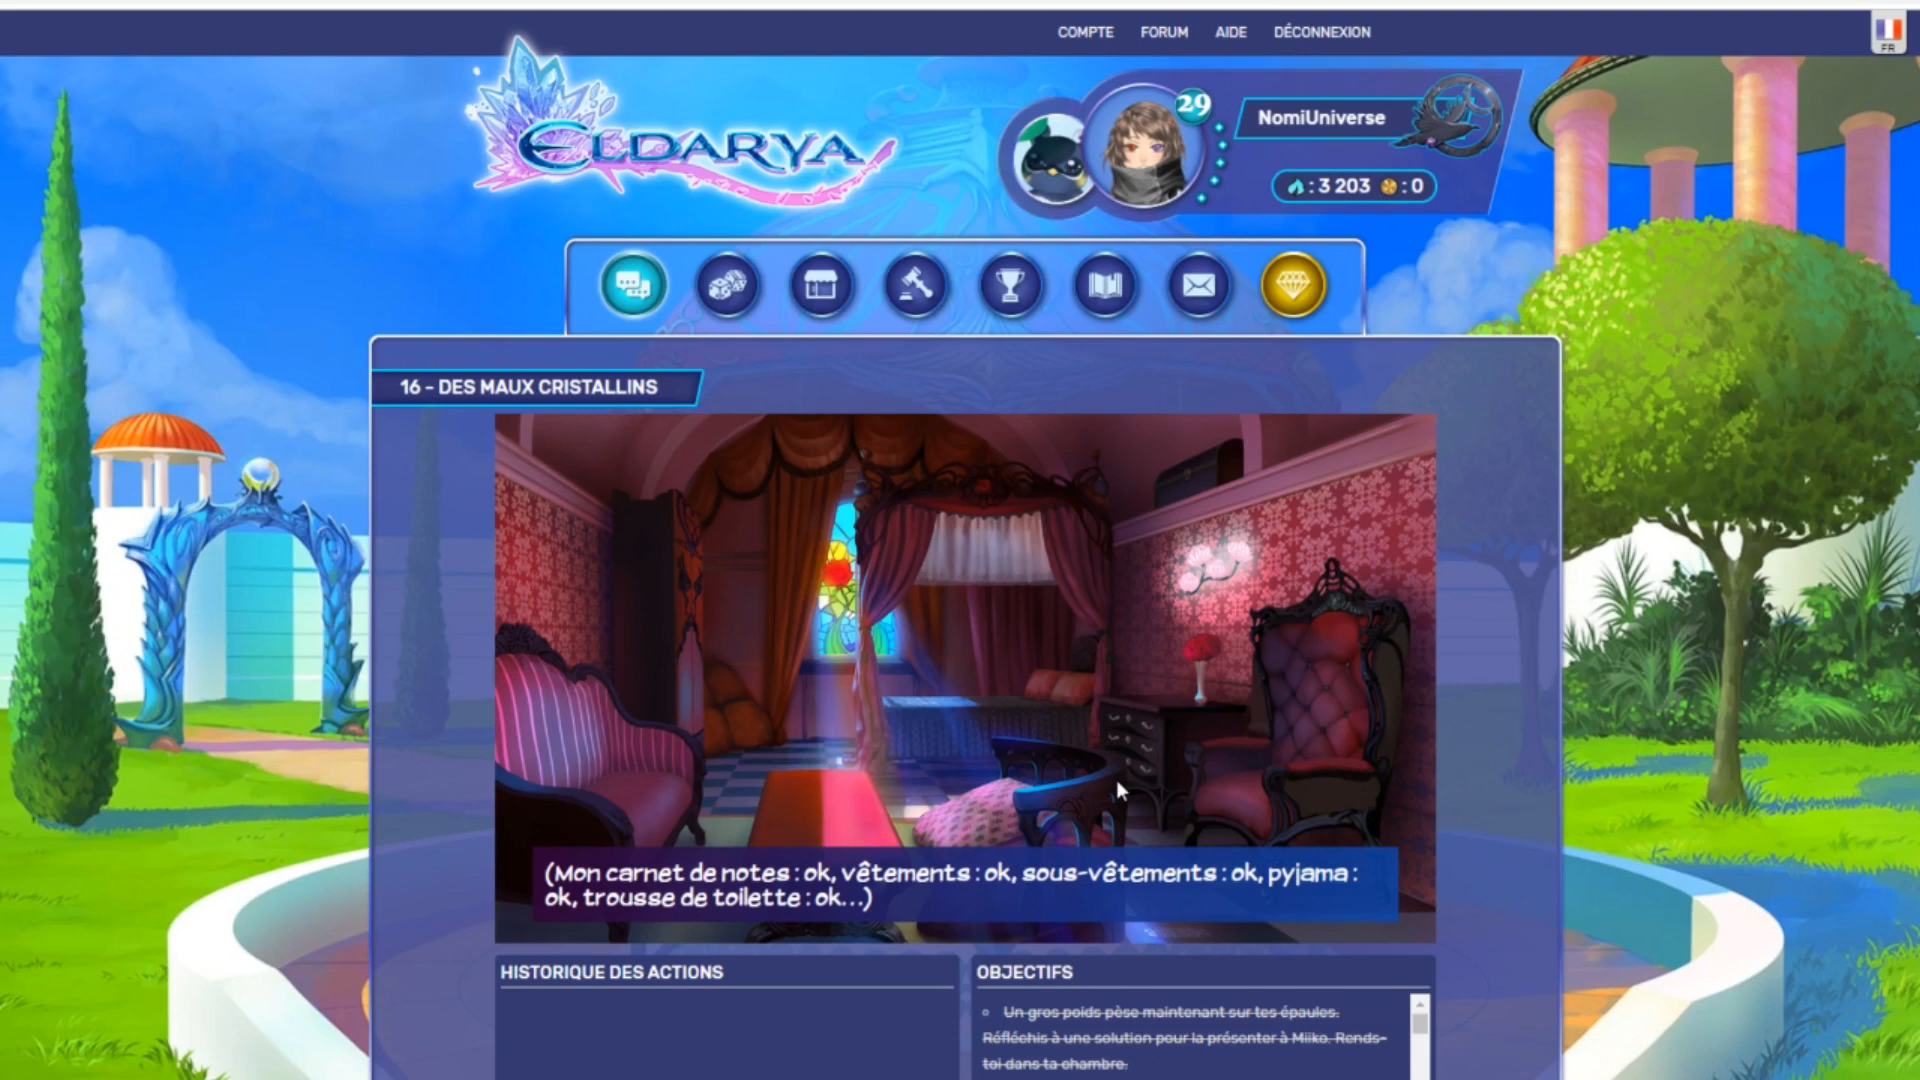 COMPTE FORUM AIDE DÉCONNEXION
FR
ELDARYA
29
NomiUniverse
: 3 203 : 0
16 - DES MAUX CRISTALLINS
(Mon carnet de notes : ok, vêtements : ok, sous-vêtements : ok, pyjama :
ok, trousse de toilette : ok...)
HISTORIQUE DES ACTIONS
OBJECTIFS
Un gros poids pèse maintenant sur tes épaules.
Réfléchis à une solution pour la présenter à Miiko. Rends-
toi dans ta chambre.